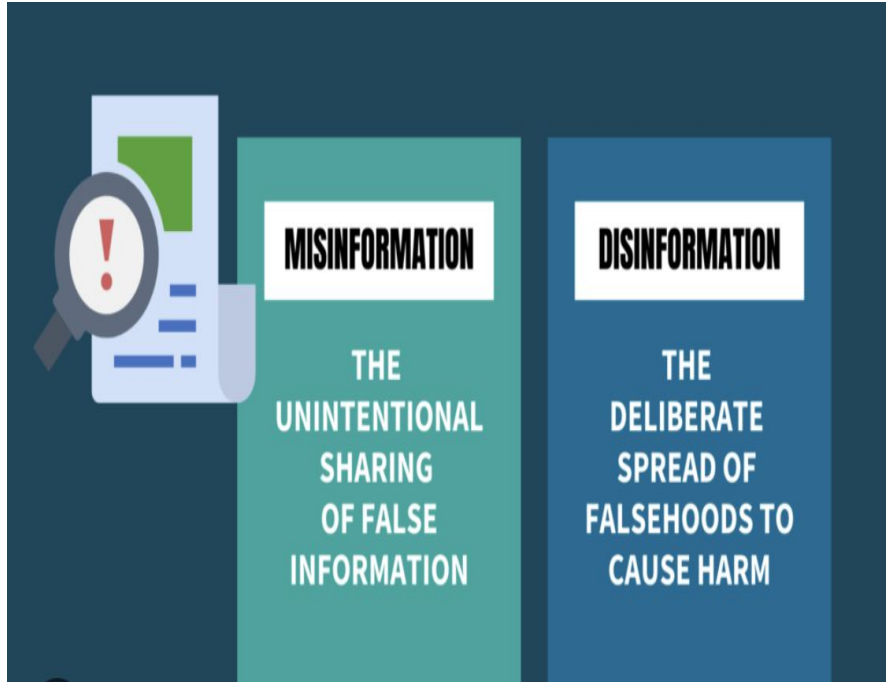 MISINFORMATION
THE
UNINTENTIONAL
SHARING
OF FALSE
INFORMATION
DISINFORMATION
THE
DELIBERATE
SPREAD OF
FALSEHOODS TO
CAUSE HARM